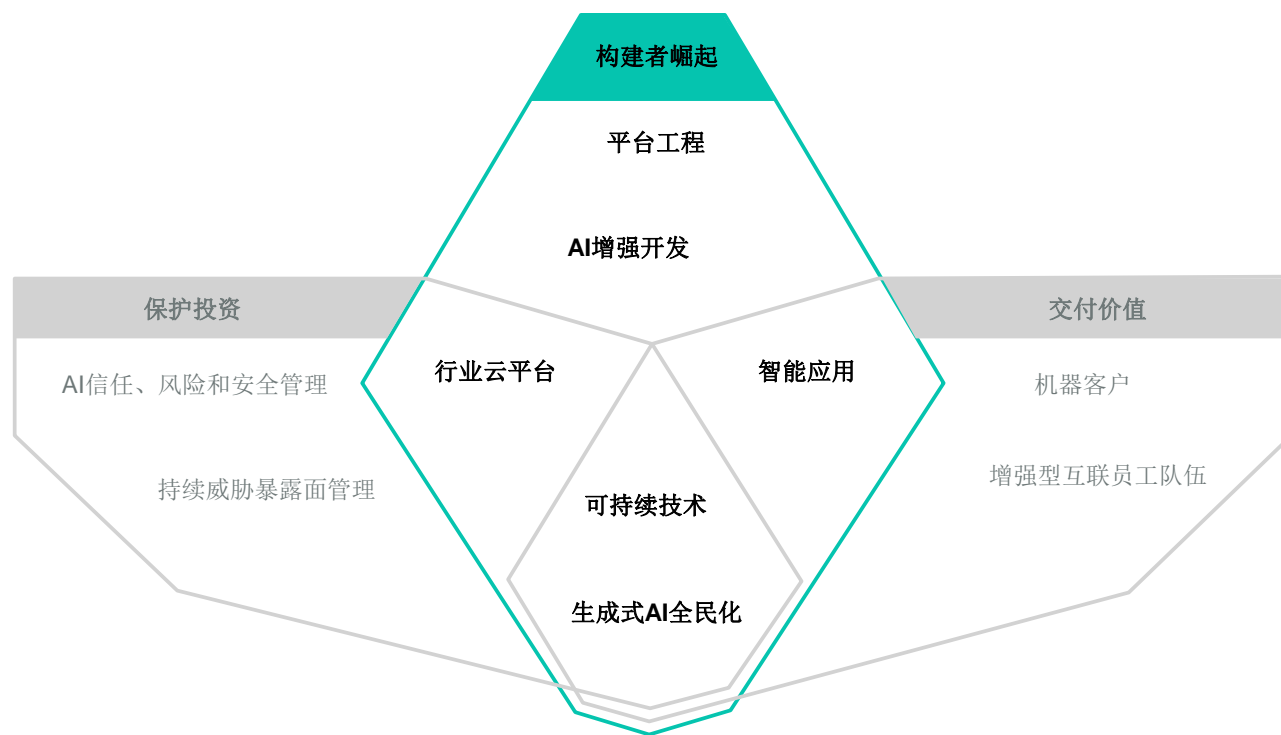 构建者崛起
平台工程
AI增强开发
保护投资
交付价值
行业云平台
智能应用
AI信任、风险和安全管理
机器客户
持续威胁暴露面管理
增强型互联员工队伍
可持续技术
生成式AI全民化